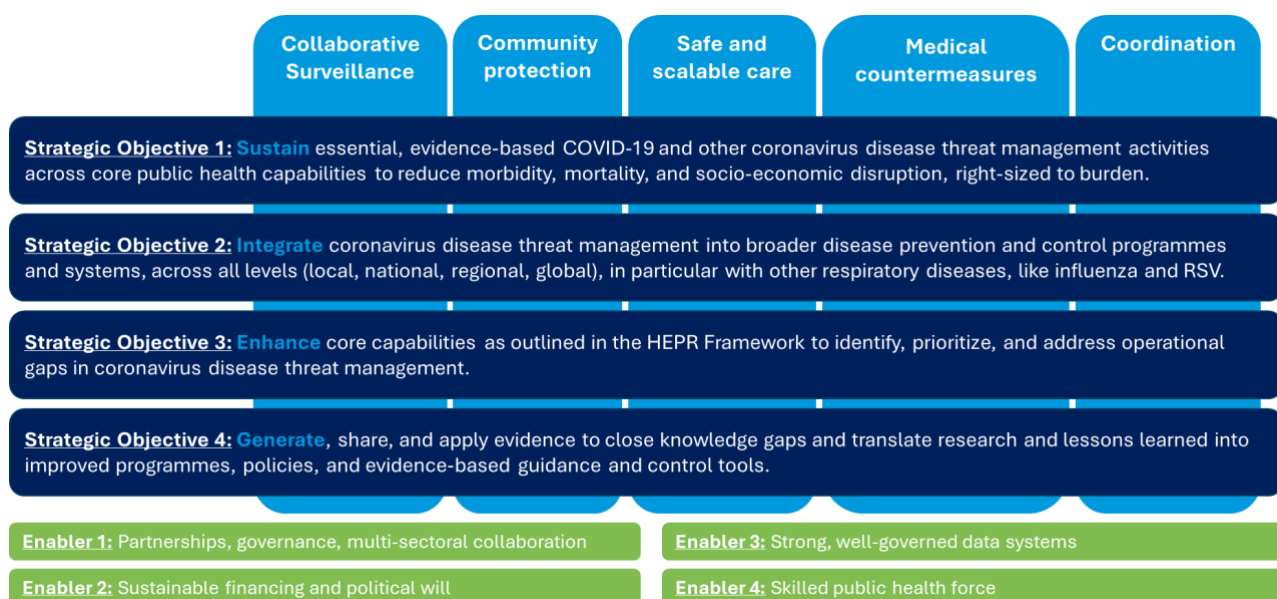 Collaborative
Surveillance
Community
protection
Safe and
scalable care
Medical
countermeasures
Coordination
Strategic Objective 1: Sustain essential, evidence-based COVID-19 and other coronavirus disease threat management activities
across core public health capabilities to reduce morbidity, mortality, and socio-economic disruption, right-sized to burden.
Strategic Objective 2: Integrate coronavirus disease threat management into broader disease prevention and control programmes
and systems, across all levels (local, national, regional, global), in particular with other respiratory diseases, like influenza and RSV.
Strategic Objective 3: Enhance core capabilities as outlined in the HEPR Framework to identify, prioritize, and address operational
gaps in coronavirus disease threat management.
Strategic Objective 4: Generate, share, and apply evidence to close knowledge gaps and translate research and lessons learned into
improved programmes, policies, and evidence-based guidance and control tools.
Enabler 1: Partnerships, governance, multi-sectoral collaboration
Enabler 3: Strong, well-governed data systems
Enabler 2: Sustainable financing and political will
Enabler 4: Skilled public health force